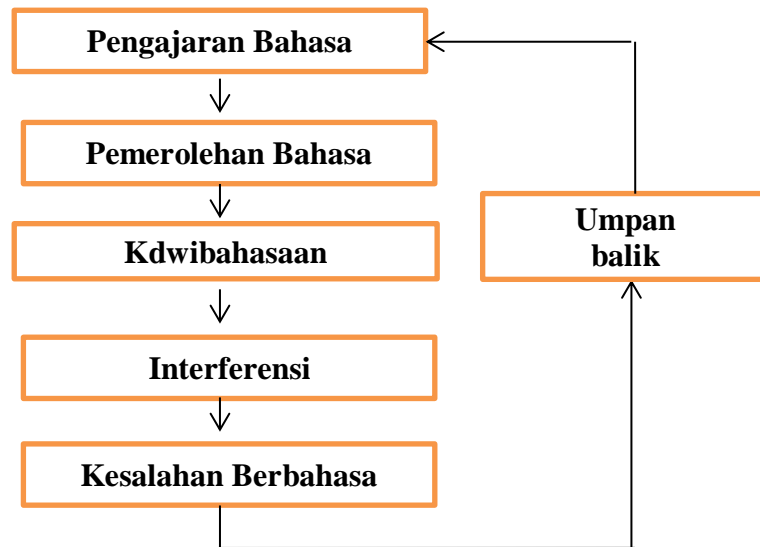 Pengajaran Bahasa
Pemerolehan Bahasa
Kdwibahasaan
Interferensi
Kesalahan Berbahasa
Umpan
balik